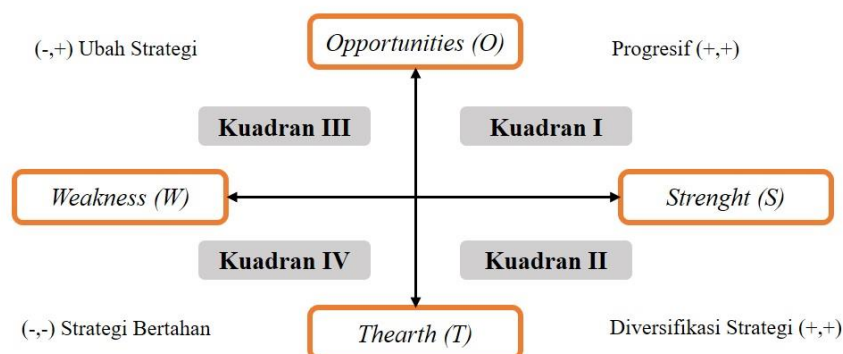 (-,+) Ubah Strategi
Opportunities (O)
Progresif (+,+)
Kuadran III
Kuadran I
Weakness (W)
Strenght (S)
Kuadran IV
Kuadran II
(-,-) Strategi Bertahan
Thearth (T)
Diversifikasi Strategi (+,+)